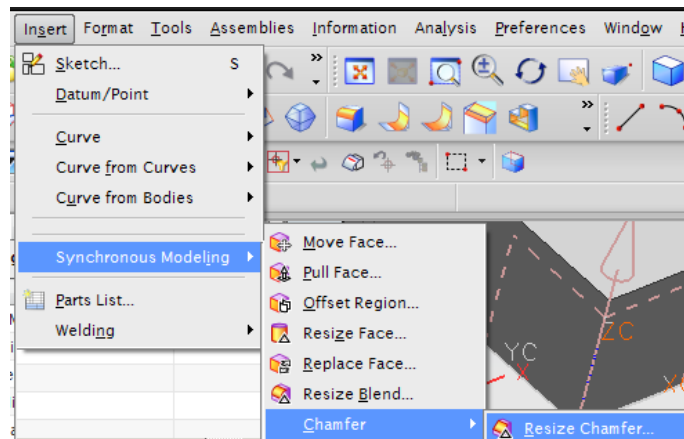 Insert Format Tools Assemblies Information Analysis Preferences Window
Sketch... S
Datum/Point
Curve
Curve from Curves
Curve from Bodies
Synchronous Modeling
Parts List...
Welding
Move Face...
Pull Face...
Offset Region...
Resize Face...
Replace Face...
Resize Blend...
Chamfer
Resize Chamfer...
ZC
YC